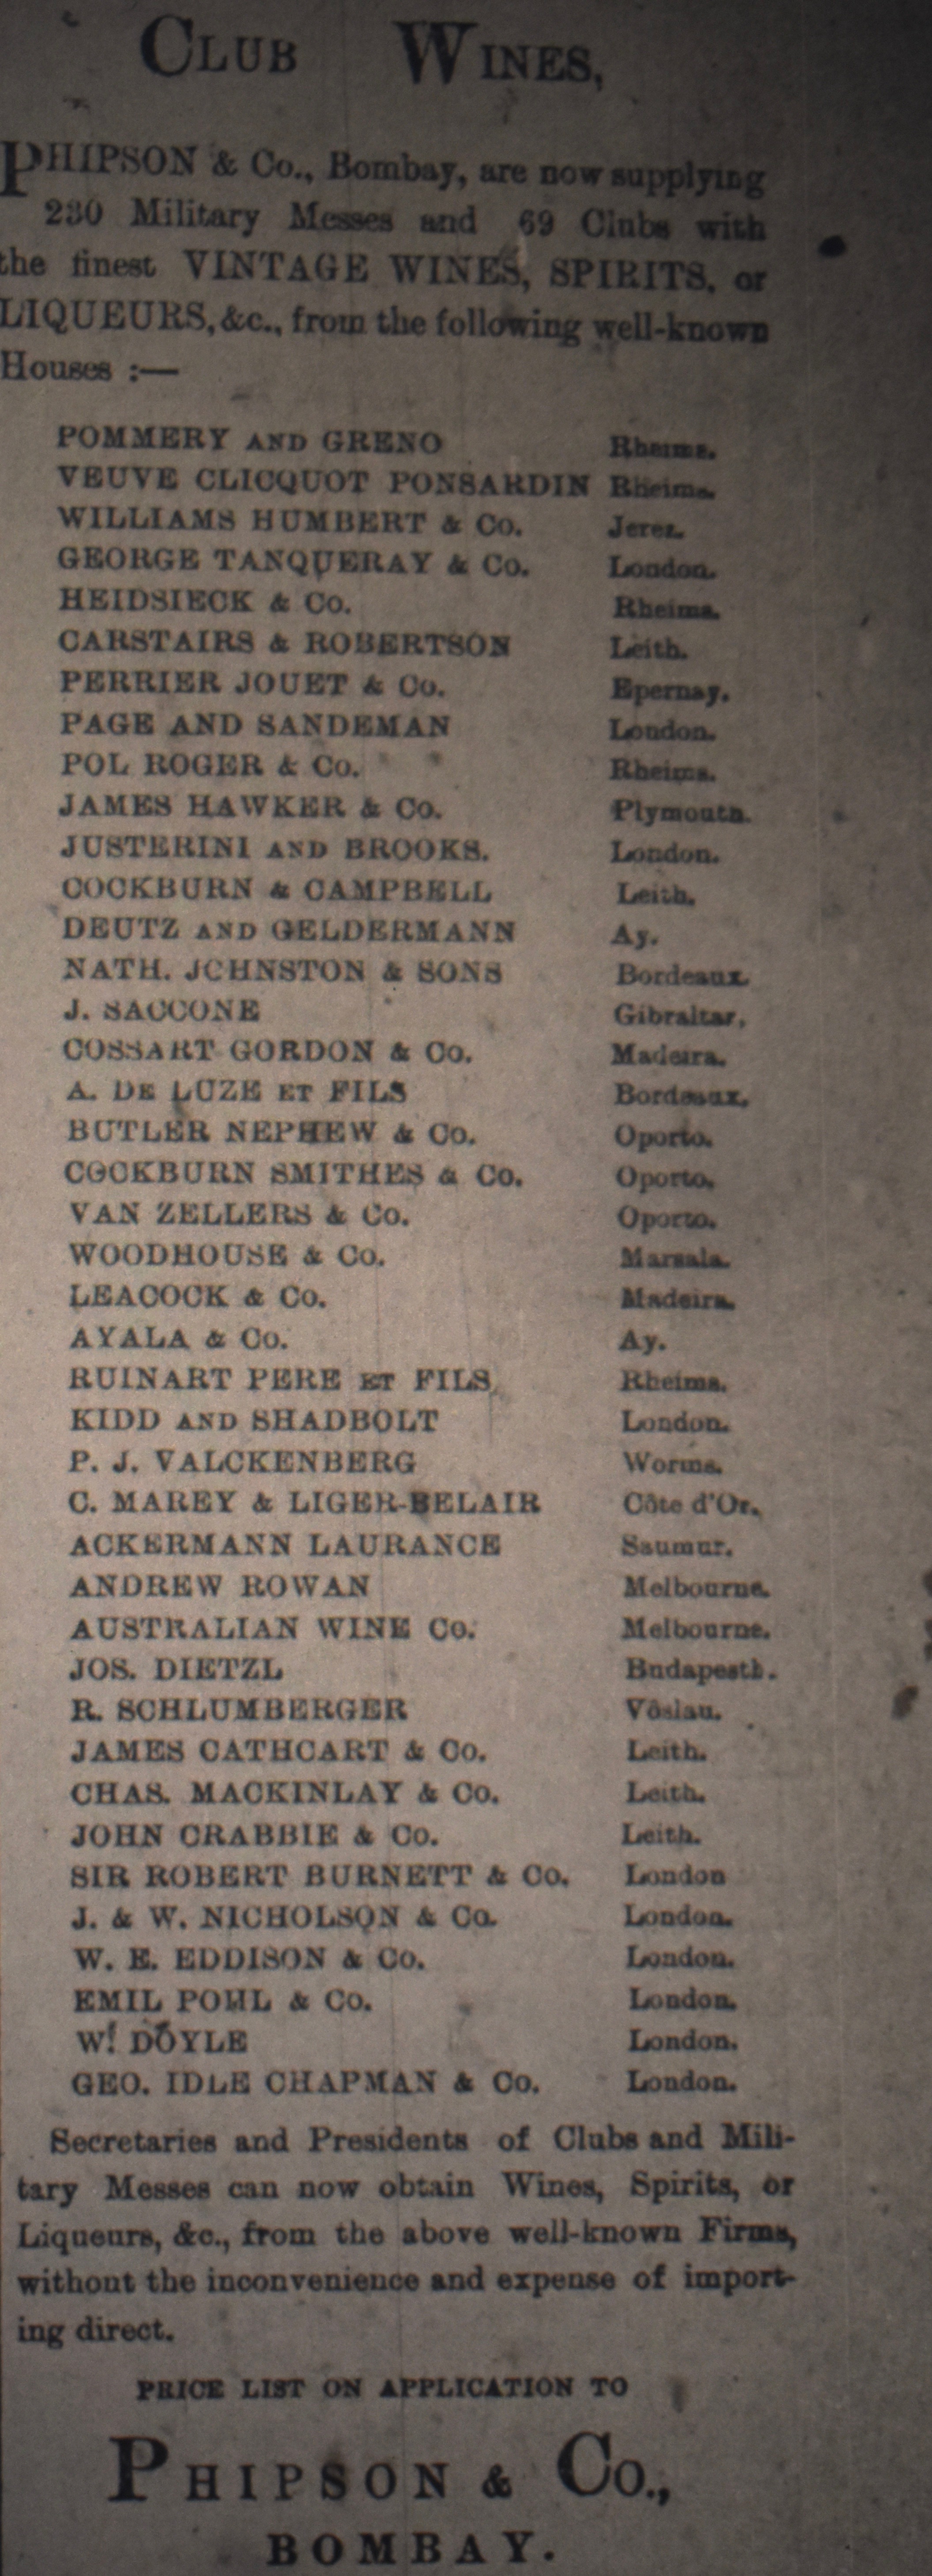 CLUB WINES,
PHIPSON & Co., Bombay, are now supplying
230 Military Messes and 69 Clubs with
the finest VINTAGE WINES, SPIRITS, or
LIQUEURS, &c., from the following well-known
Houses :—
POMMERY AND GRENO Rheims.
VEUVE CLICQUOT PONSARDIN Rheims.
WILLIAMS HUMBERT & Co. Jerez.
GEORGE TANQUERAY & Co. London.
HEIDSIECK & Co. Rheims.
CARSTAIRS & ROBERTSON Leith.
PERRIER JOUET & Co. Epernay.
PAGE AND SANDEMAN London.
POL ROGER & Co. Rheims.
JAMES HAWKER & Co. Plymouth.
JUSTERINI AND BROOKS. London.
COCKBURN & CAMPBELL Leith.
DEUTZ AND GELDERMANN Ay.
NATH. JOHNSTON & SONS Bordeaux.
J. SACCONE Gibraltar.
COSSART GORDON & Co. Madeira.
A. DE LUZE ET FILS Bordeaux.
BUTLER NEPHEW & Co. Oporto.
COCKBURN SMITHES & Co. Oporto.
VAN ZELLERS & Co. Oporto.
WOODHOUSE & Co. Marsala.
LEACOCK & Co. Madeira.
AYALA & Co. Ay.
RUINART PERE ET FILS, Rheims.
KIDD AND SHADBOLT London.
P. J. VALCKENBERG Worms.
C. MAREY & LIGER-BELAIR Côte d'Or.
ACKERMANN LAURANCE Saumur.
ANDREW ROWAN Melbourne.
AUSTRALIAN WINE Co. Melbourne.
JOS. DIETZL Budapesth.
R. SCHLUMBERGER Vöslau.
JAMES CATHCART & Co. Leith.
CHAS. MACKINLAY & Co. Leith.
JOHN CRABBIE & Co. Leith.
SIR ROBERT BURNETT & Co. London
J. & W. NICHOLSON & Co. London.
W. E. EDDISON & Co. London.
EMIL POHL & Co. London.
W! DOYLE London.
GEO. IDLE CHAPMAN & Co. London.
Secretaries and Presidents of Clubs and Mili-
tary Messes can now obtain Wines, Spirits, or
Liqueurs, &c., from the above well-known Firms,
without the inconvenience and expense of import-
ing direct.
PRICE LIST ON APPLICATION TO
PHIPSON & Co.,
BOMBAY.